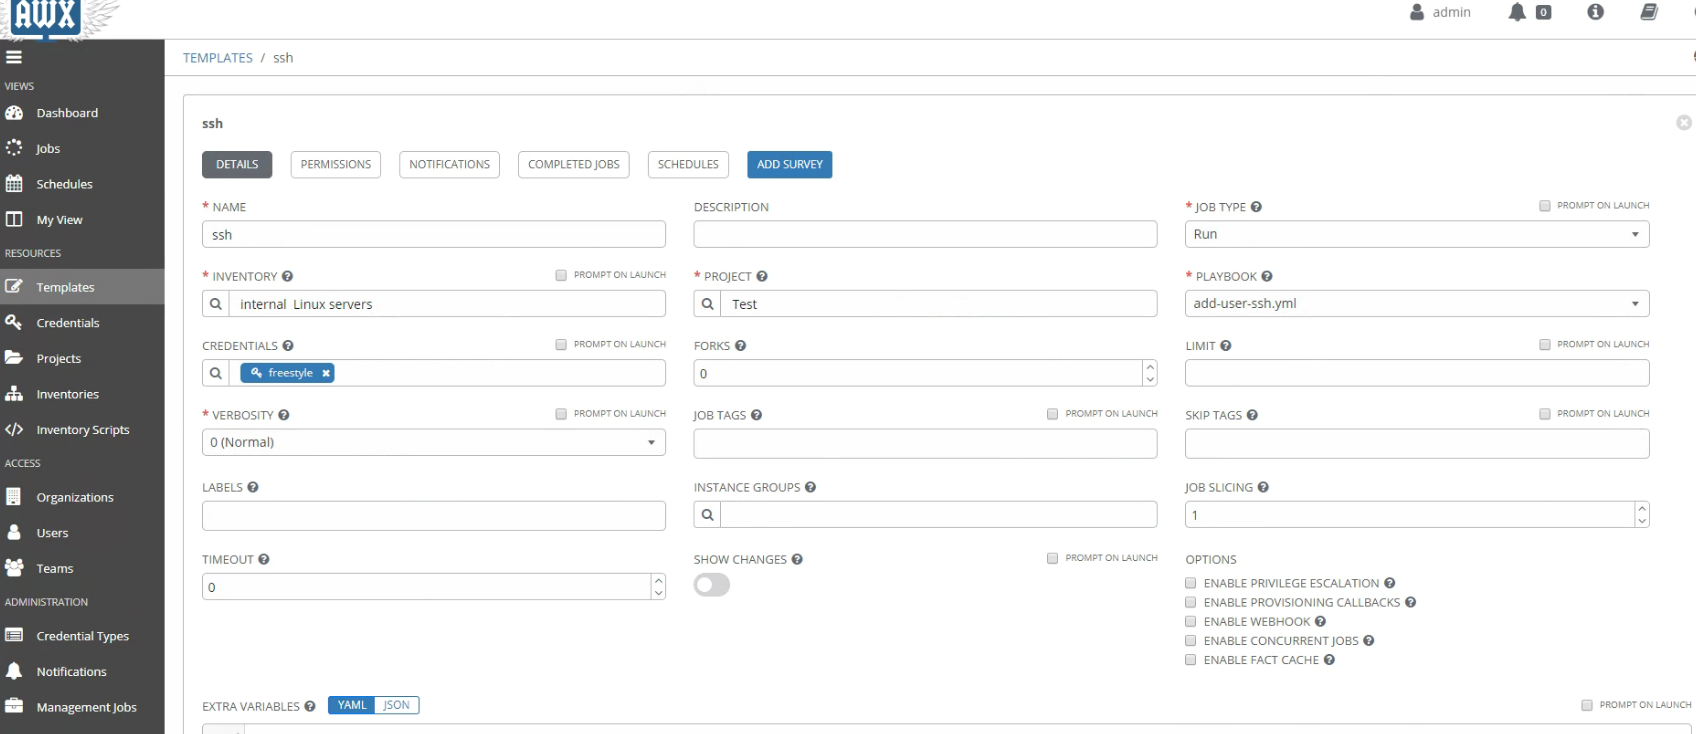 AWX
admin 0
TEMPLATES / ssh
VIEWS
Dashboard
Jobs
Schedules
My View
RESOURCES
Templates
Credentials
Projects
Inventories
Inventory Scripts
ACCESS
Organizations
Users
Teams
ADMINISTRATION
Credential Types
Notifications
Management Jobs
ssh
DETAILS PERMISSIONS NOTIFICATIONS COMPLETED JOBS SCHEDULES ADD SURVEY
* NAME DESCRIPTION * JOB TYPE PROMPT ON LAUNCH
ssh Run
* INVENTORY PROMPT ON LAUNCH * PROJECT * PLAYBOOK
internal Linux servers Test add-user-ssh.yml
CREDENTIALS PROMPT ON LAUNCH FORKS LIMIT PROMPT ON LAUNCH
freestyle 0
* VERBOSITY PROMPT ON LAUNCH JOB TAGS PROMPT ON LAUNCH SKIP TAGS PROMPT ON LAUNCH
0 (Normal)
LABELS INSTANCE GROUPS JOB SLICING
1
TIMEOUT SHOW CHANGES PROMPT ON LAUNCH OPTIONS
0
ENABLE PRIVILEGE ESCALATION
ENABLE PROVISIONING CALLBACKS
ENABLE WEBHOOK
ENABLE CONCURRENT JOBS
ENABLE FACT CACHE
EXTRA VARIABLES YAML JSON PROMPT ON LAUNCH